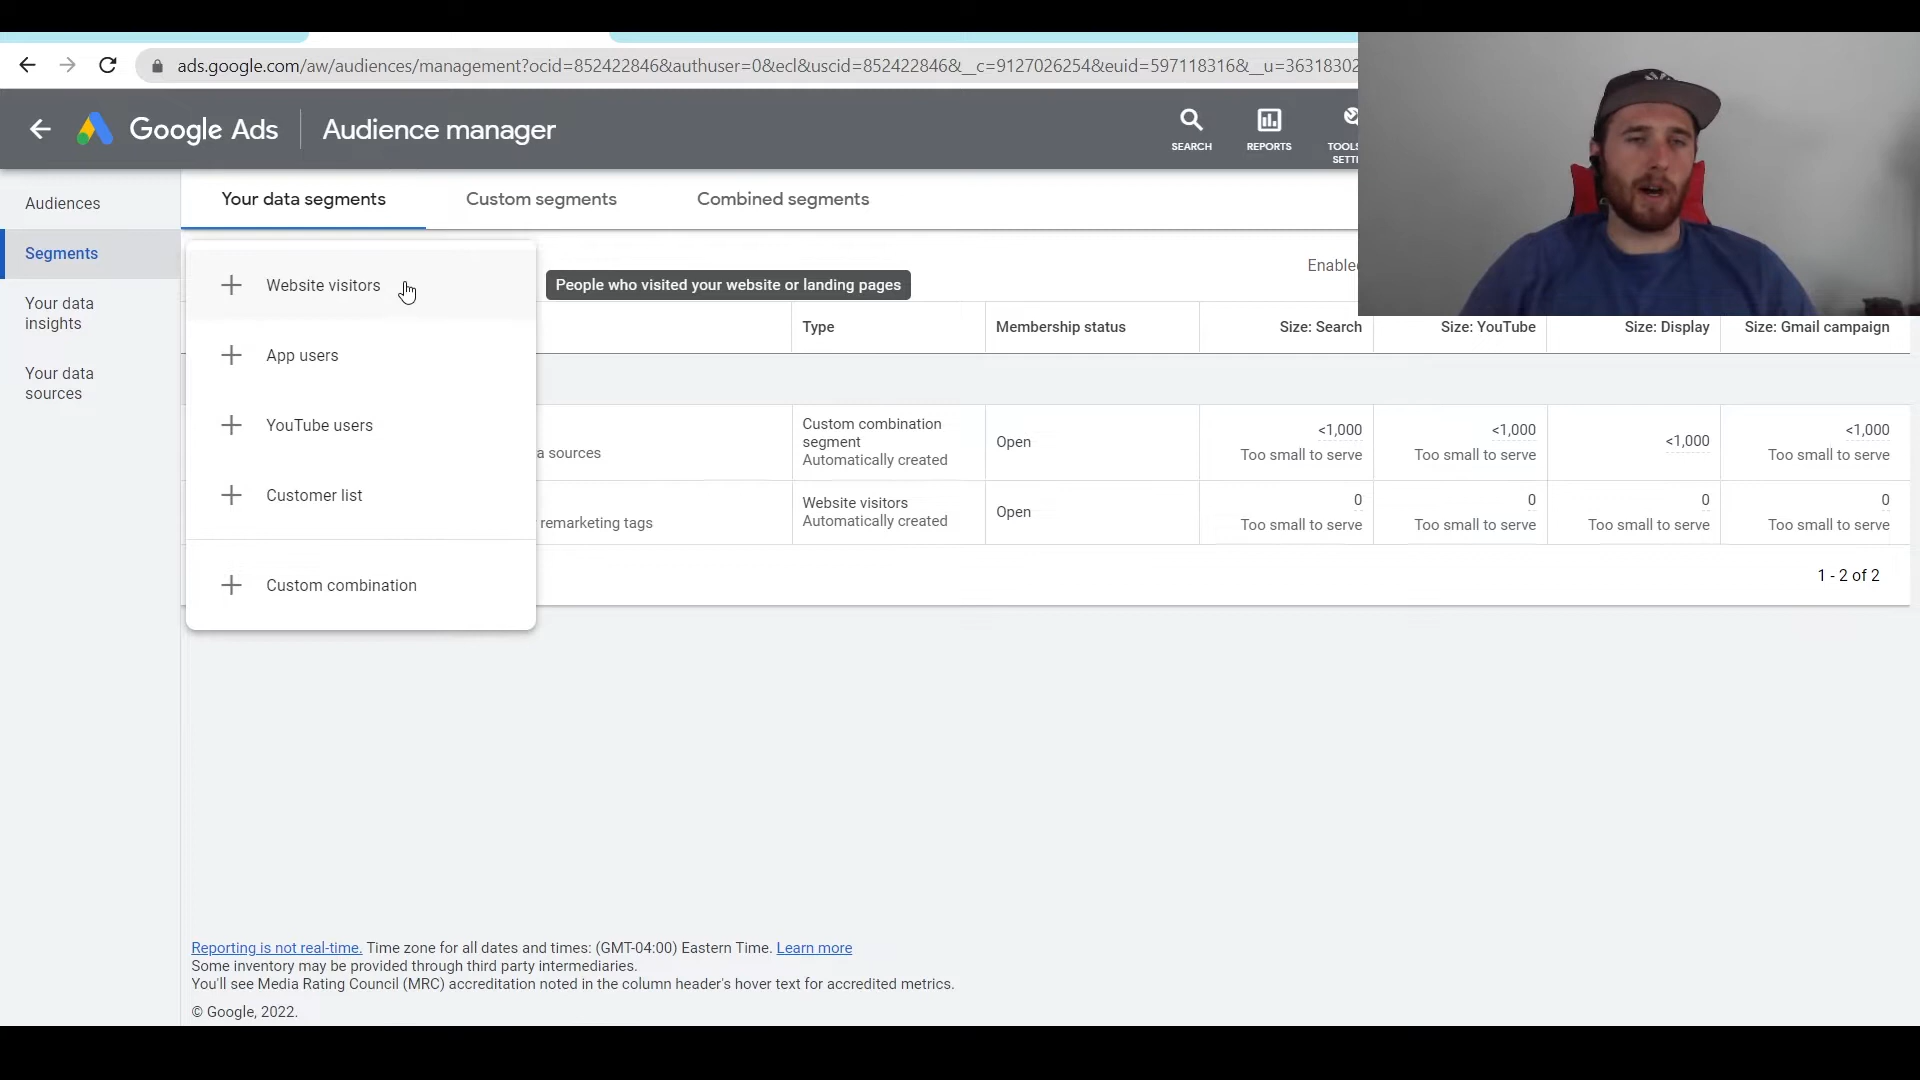 ads.google.com/aw/audiences/management?ocid=852422846&authuser=0&ecl&uscid=852422846&__c=9127026254&euid=597118316&__u=36318302
Google Ads
Audience manager
SEARCH
REPORTS
TOOLS
SETTI
Audiences
Segments
Your data
insights
Your data
sources
Your data segments
Custom segments
Combined segments
Website visitors
App users
YouTube users
Customer list
Custom combination
People who visited your website or landing pages
Enabled
Type
Membership status
Size: Search
Size: YouTube
Size: Display
Size: Gmail campaign
a sources
Custom combination
segment
Automatically created
Open
<1,000
Too small to serve
<1,000
Too small to serve
<1,000
<1,000
Too small to serve
remarketing tags
Website visitors
Automatically created
Open
0
Too small to serve
0
Too small to serve
0
Too small to serve
0
Too small to serve
1 - 2 of 2
Reporting is not real-time. Time zone for all dates and times: (GMT-04:00) Eastern Time. Learn more
Some inventory may be provided through third party intermediaries.
You'll see Media Rating Council (MRC) accreditation noted in the column header's hover text for accredited metrics.
© Google, 2022.